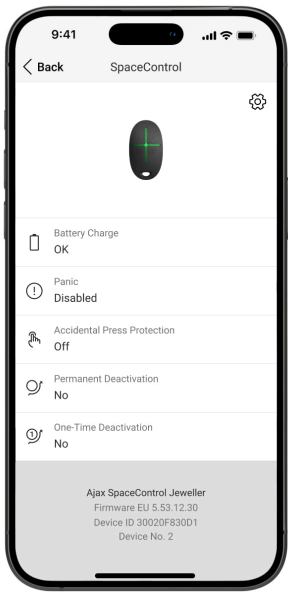 9:41
Back
SpaceControl
Battery Charge
OK
Panic
Disabled
Accidental Press Protection
Off
Permanent Deactivation
No
1
One-Time Deactivation
No
Ajax SpaceControl Jeweller
Firmware EU 5.53.12.30
Device ID 30020F830D1
Device No. 2